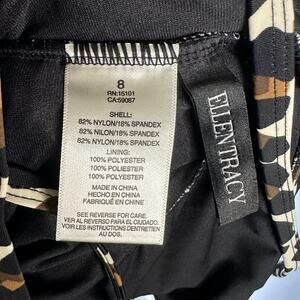 8
RN:15101
CA:59087
SHELL:
82% NYLON/18% SPANDEX
82% NILON/18% SPANDEX
82% NYLON/18% SPANDEX
LINING:
100% POLYESTER
100% POLIESTER
100% POLYESTER
MADE IN CHINA
HECHO EN CHINA
FABRIQUÉ EN CHINE
SEE REVERSE FOR CARE.
VER AL REVERSO PARA EL CUIDADO.
VOIR LES INSTRUCTIONS D'ENTRETIEN
AU DOS.
ELLEN TRACY